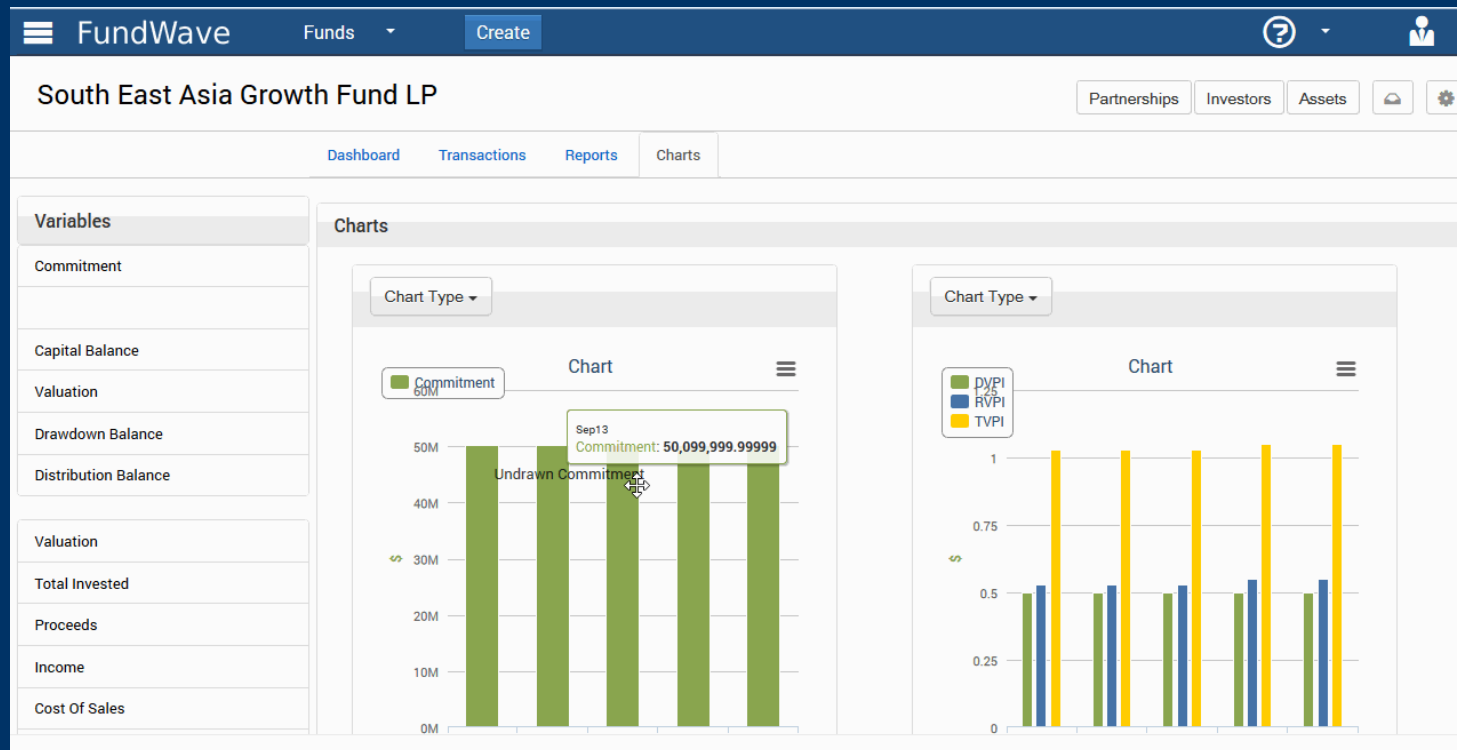 FundWave Funds Create
South East Asia Growth Fund LP
Partnerships Investors Assets
Dashboard Transactions Reports Charts
Variables
Commitment
Capital Balance
Valuation
Drawdown Balance
Distribution Balance
Valuation
Total Invested
Proceeds
Income
Cost Of Sales
Charts
Chart Type
Chart
Commitment
60M
Sep13
Commitment: 50,099,999.99999
50M
Undrawn Commitment
40M
$ 30M
20M
10M
0M
Chart Type
Chart
DVPI
RVPI
TVPI
1.25
1
0.75
$
0.5
0.25
0